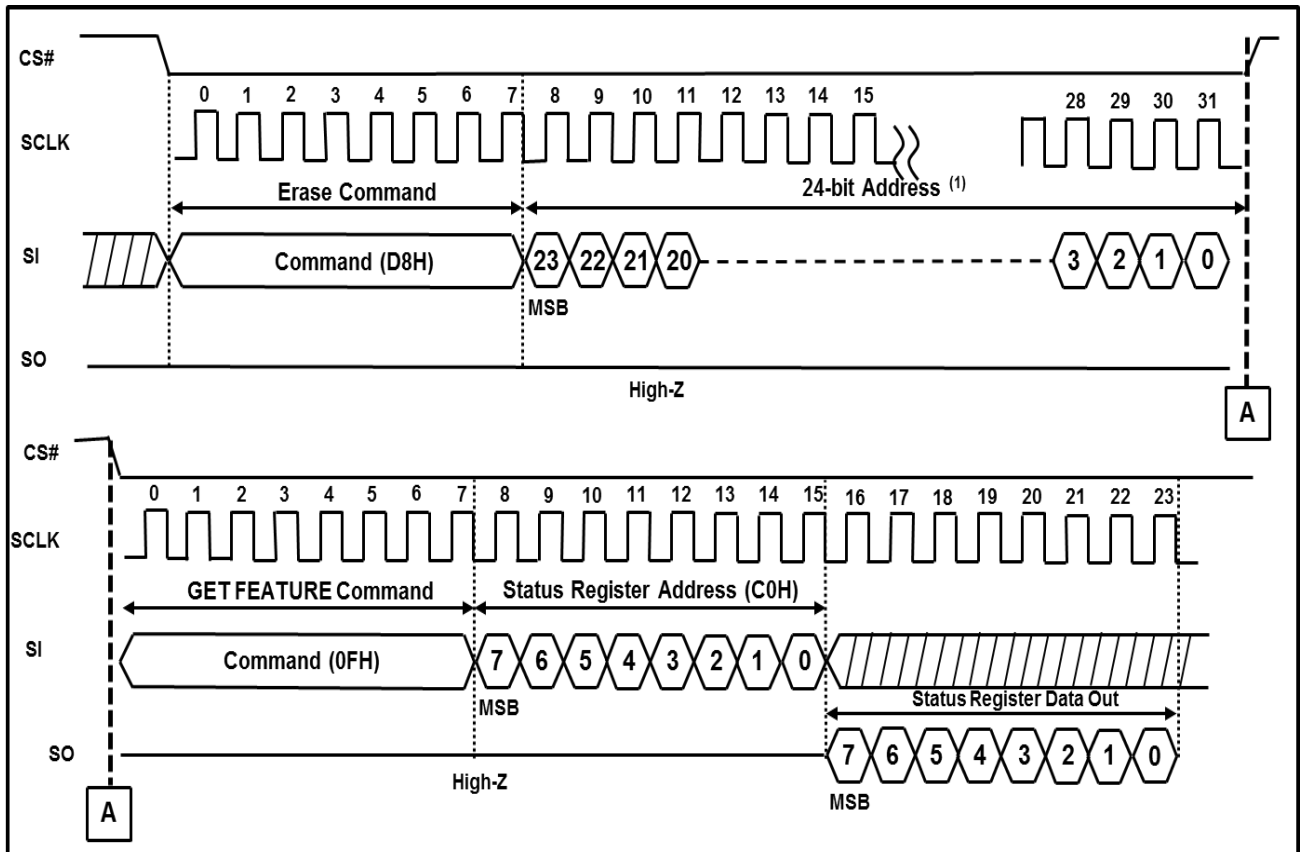 CS#
0 1 2 3 4 5 6 7 8 9 10 11 12 13 14 15 28 29 30 31
SCLK
Erase Command 24-bit Address (1)
SI Command (D8H) 23 22 21 20 3 2 1 0
MSB
SO
High-Z
A
CS#
0 1 2 3 4 5 6 7 8 9 10 11 12 13 14 15 16 17 18 19 20 21 22 23
SCLK
GET FEATURE Command Status Register Address (C0H)
SI Command (0FH) 7 6 5 4 3 2 1 0
MSB Status Register Data Out
SO 7 6 5 4 3 2 1 0
High-Z
MSB
A